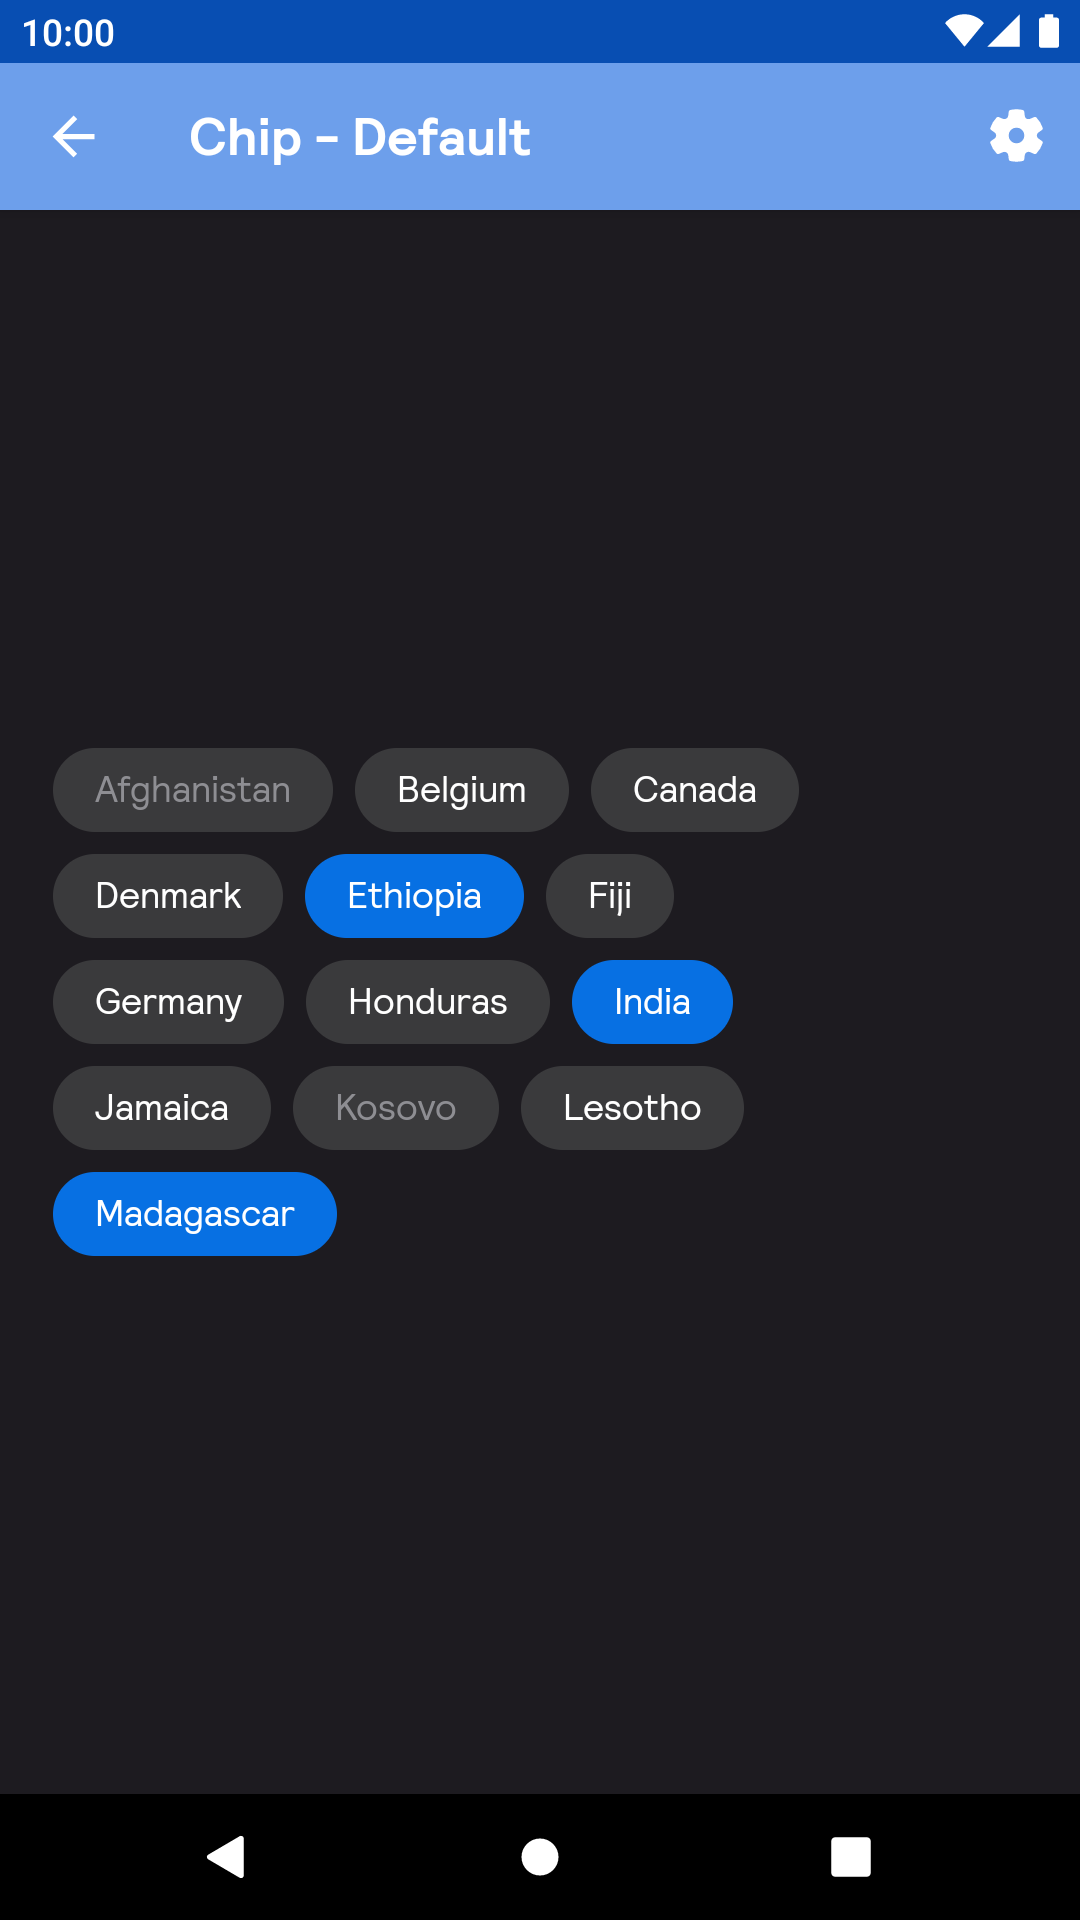 10:00
Chip - Default
Afghanistan Belgium Canada
Denmark Ethiopia Fiji
Germany Honduras India
Jamaica Kosovo Lesotho
Madagascar